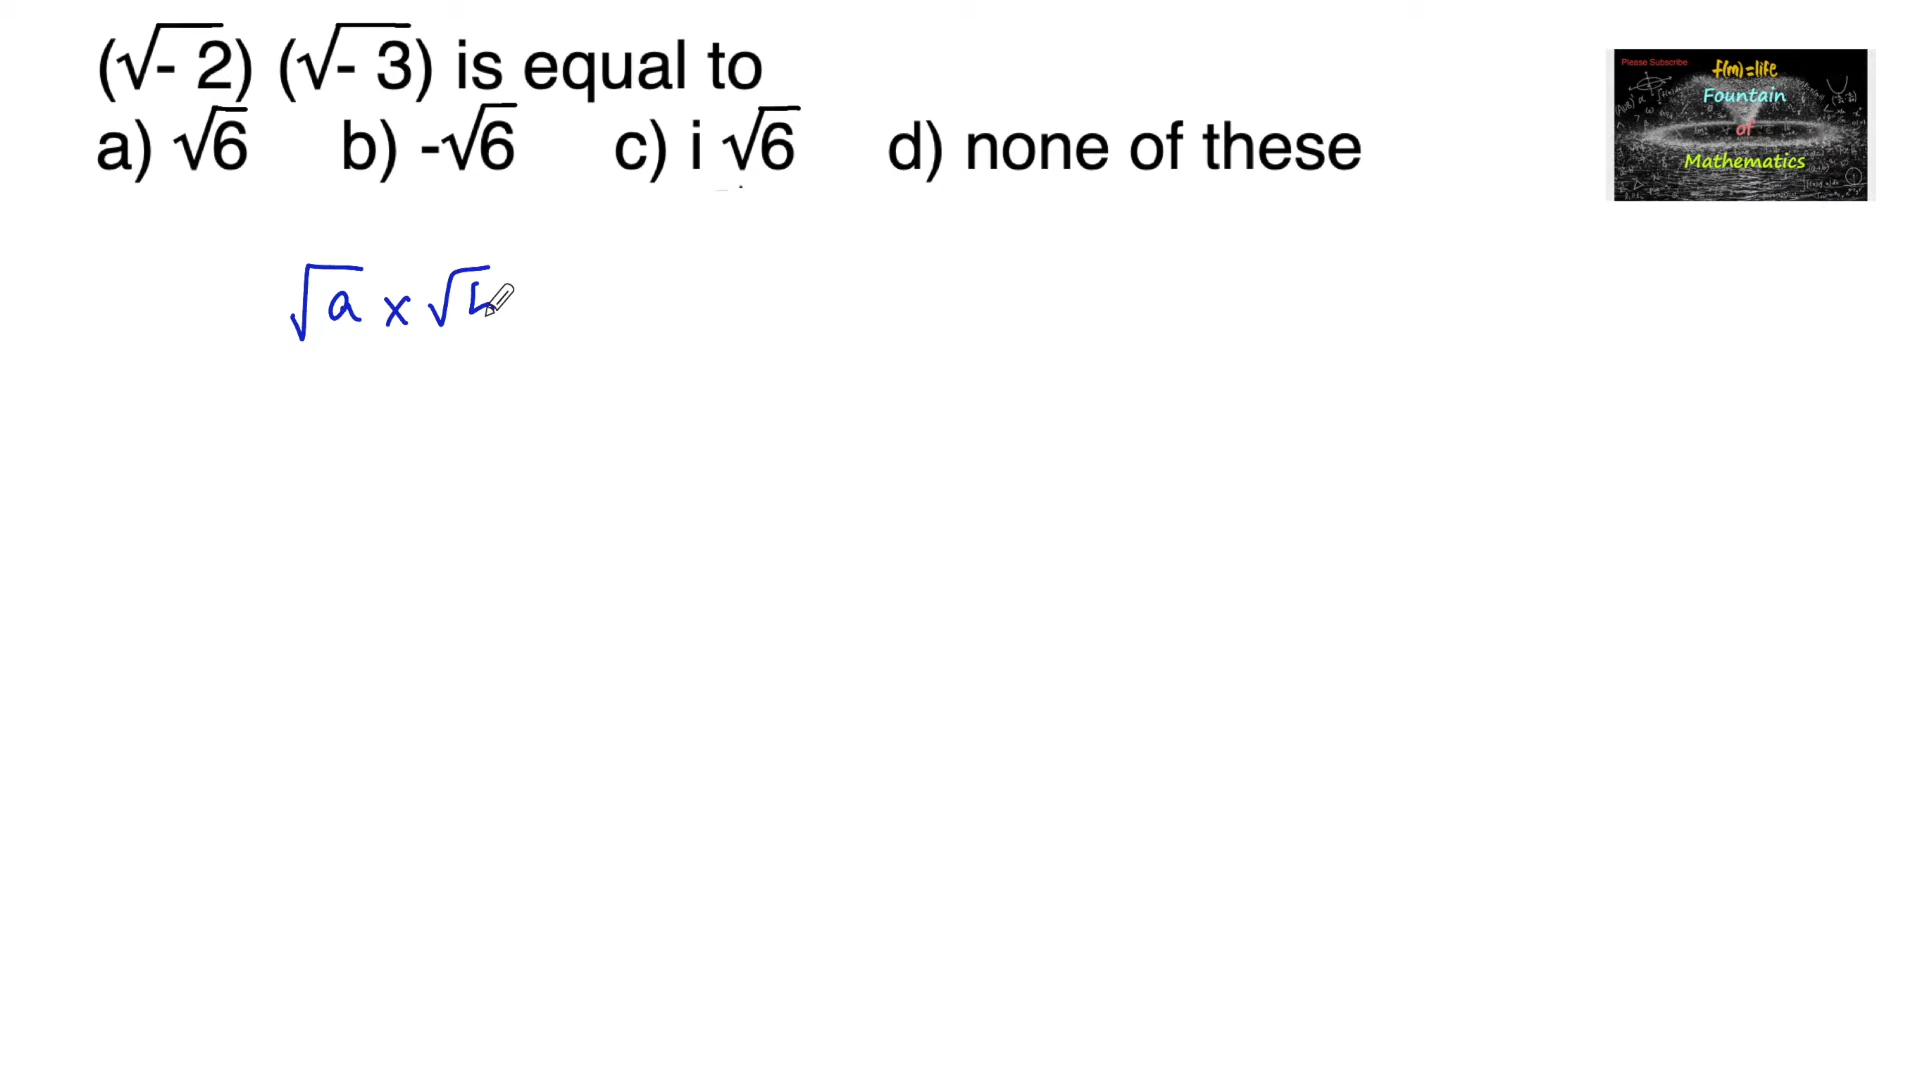 (√- 2) (√- 3) is equal to
a) √6 b) -√6 c) i √6 d) none of these
Please Subscribe
f(m)=life
Fountain
of
Mathematics
√a x √